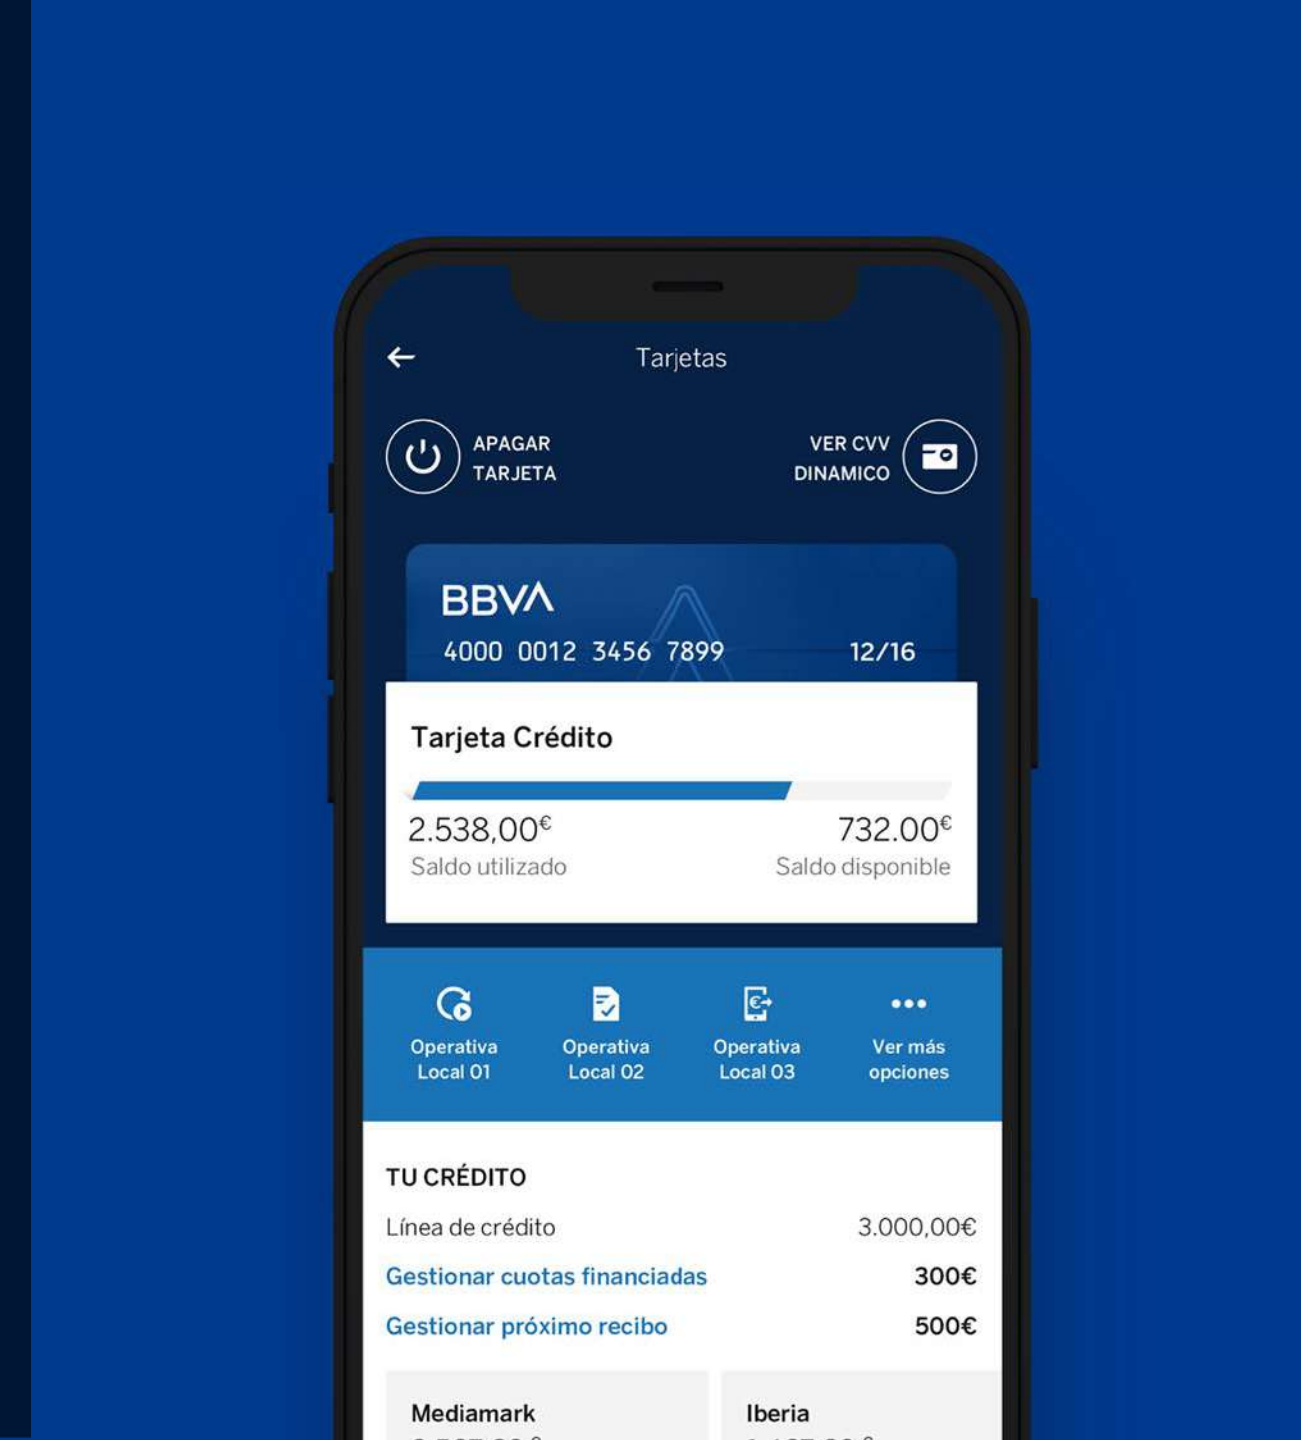 Tarjetas
APAGAR
TARJETA
VER CVV
DINAMICO
BBVA
4000 0012 3456 7899 12/16
Tarjeta Crédito
2.538,00€ 732.00€
Saldo utilizado Saldo disponible
Operativa
Local 01
Operativa
Local 02
Operativa
Local 03
Ver más
opciones
TU CRÉDITO
Línea de crédito 3.000,00€
Gestionar cuotas financiadas 300€
Gestionar próximo recibo 500€
Mediamark Iberia